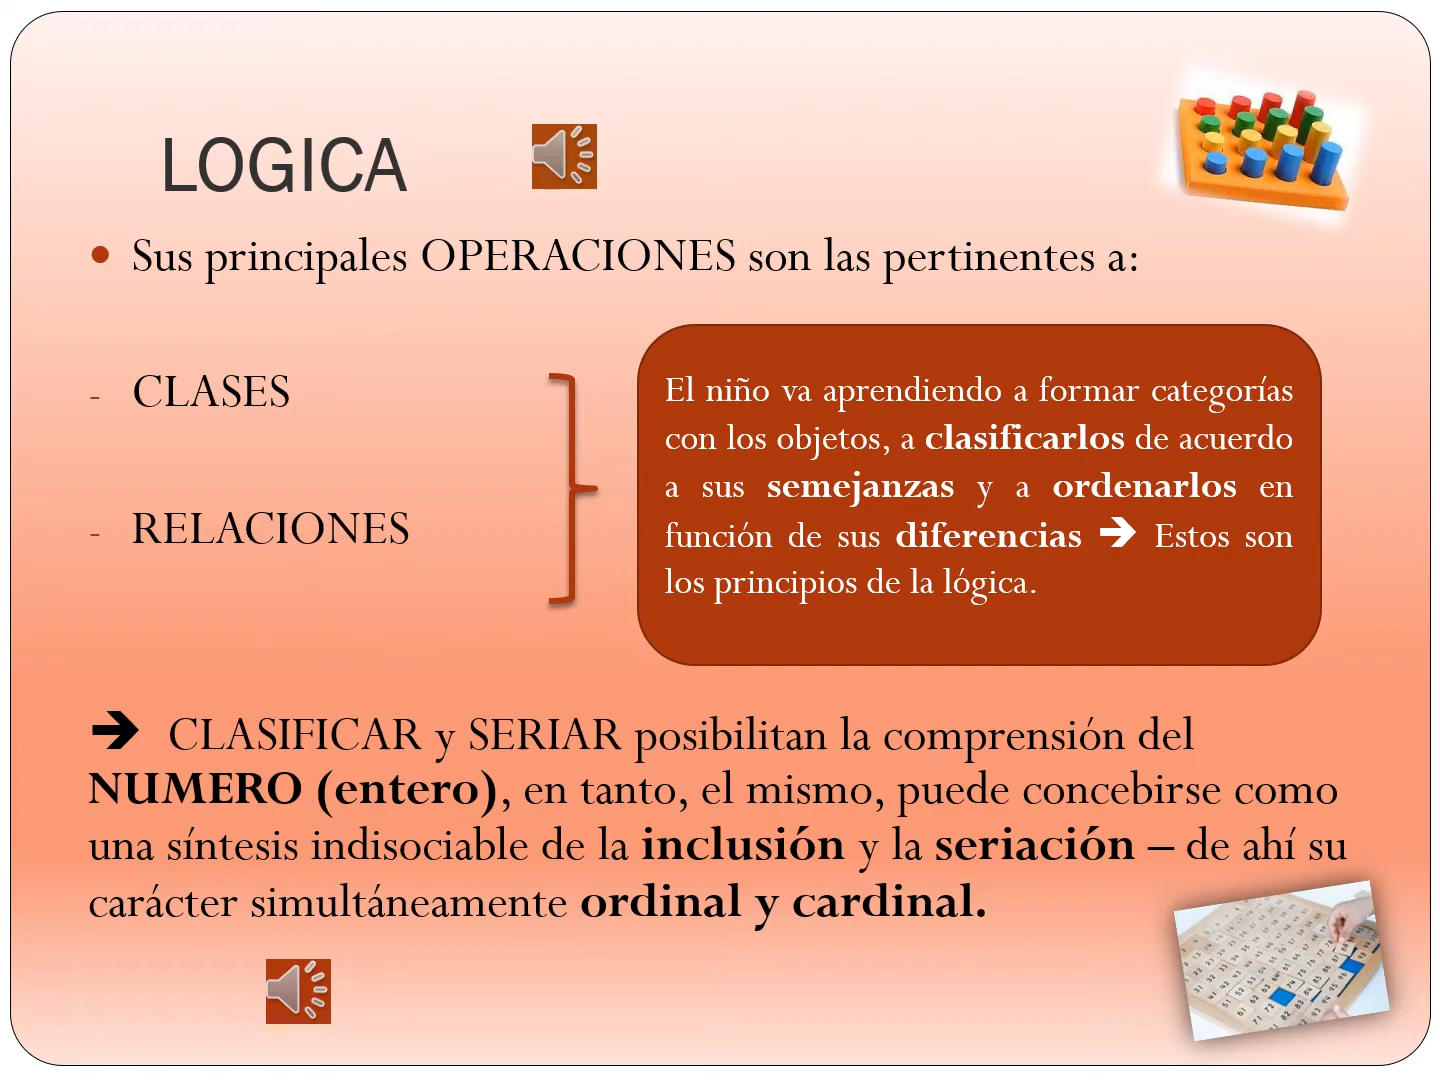 LOGICA
• Sus principales OPERACIONES son las pertinentes a:
- CLASES
- RELACIONES
El niño va aprendiendo a formar categorías
con los objetos, a clasificarlos de acuerdo
a sus semejanzas y a ordenarlos en
función de sus diferencias ➔ Estos son
los principios de la lógica.
➔ CLASIFICAR y SERIAR posibilitan la comprensión del
NUMERO (entero), en tanto, el mismo, puede concebirse como
una síntesis indisociable de la inclusión y la seriación – de ahí su
carácter simultáneamente ordinal y cardinal.